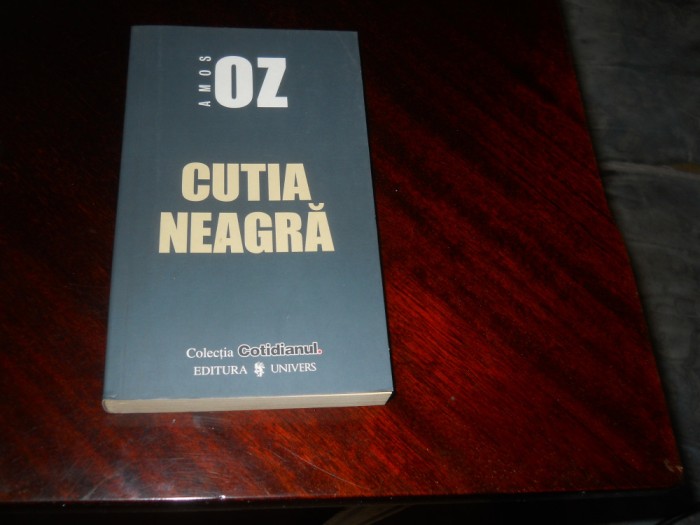 AMOS
OZ
CUTIA
NEAGRĂ
Colecția Cotidianul.
EDITURA UNIVERS